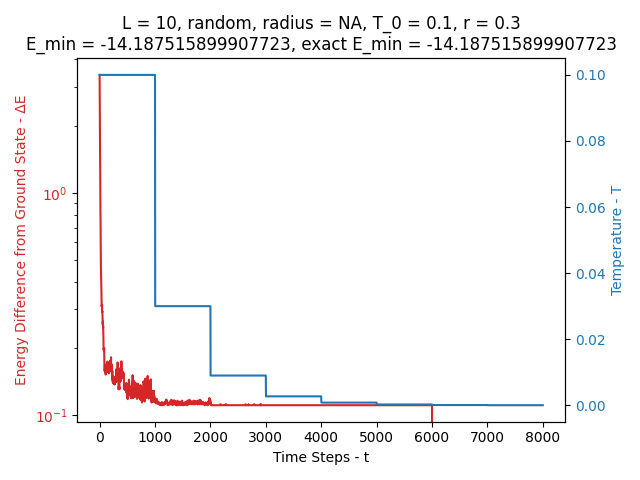 L = 10, random, radius = NA, T_0 = 0.1, r = 0.3
E_min = -14.187515899907723, exact E_min = -14.187515899907723
Energy Difference from Ground State - ΔE
10⁰
10⁻¹
0.10
0.08
0.06
0.04
0.02
0.00
Temperature - T
0 1000 2000 3000 4000 5000 6000 7000 8000
Time Steps - t